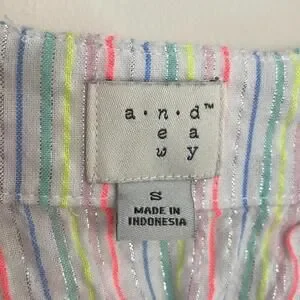 a·n·d™
e a
w y
S
MADE IN
INDONESIA